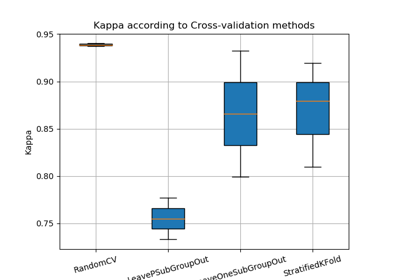 Kappa according to Cross-validation methods
0.95
0.90
0.85
0.80
0.75
Kappa
RandomCV
LeavePSubGroupOut
eaveOneSubGroupOut
StratifiedKFold